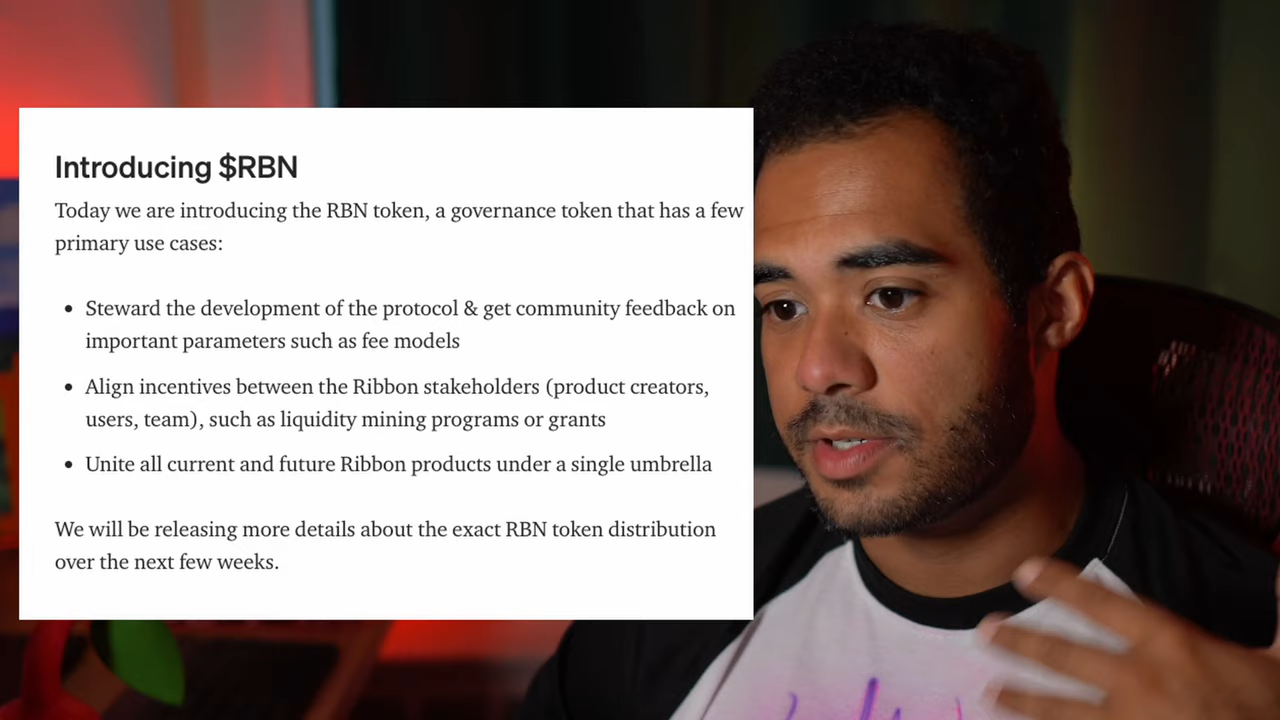 Introducing $RBN
Today we are introducing the RBN token, a governance token that has a few
primary use cases:
• Steward the development of the protocol & get community feedback on
important parameters such as fee models
• Align incentives between the Ribbon stakeholders (product creators,
users, team), such as liquidity mining programs or grants
• Unite all current and future Ribbon products under a single umbrella
We will be releasing more details about the exact RBN token distribution
over the next few weeks.